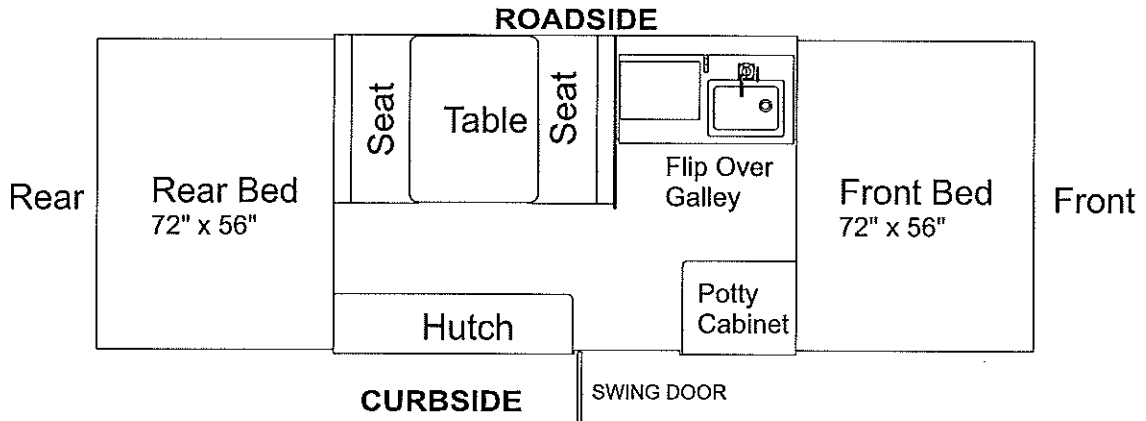 ROADSIDE
Seat
Table
Seat
Flip Over
Galley
Rear
Rear Bed
72" x 56"
Front Bed
72" x 56"
Front
Potty
Cabinet
Hutch
CURBSIDE
SWING DOOR